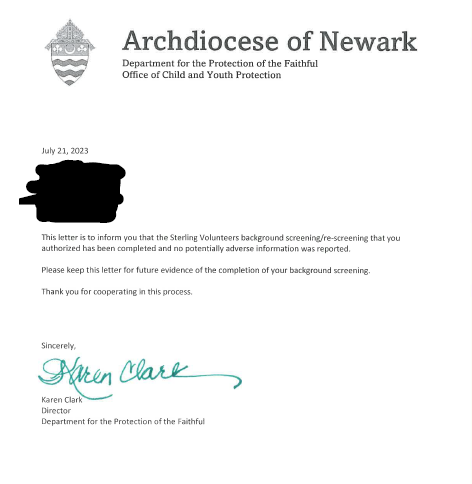 Archdiocese of Newark
Department for the Protection of the Faithful
Office of Child and Youth Protection
July 21, 2023
This letter is to inform you that the Sterling Volunteers background screening/re-screening that you
authorized has been completed and no potentially adverse information was reported.
Please keep this letter for future evidence of the completion of your background screening.
Thank you for cooperating in this process.
Sincerely,
Karen Clark
Karen Clark
Director
Department for the Protection of the Faithful